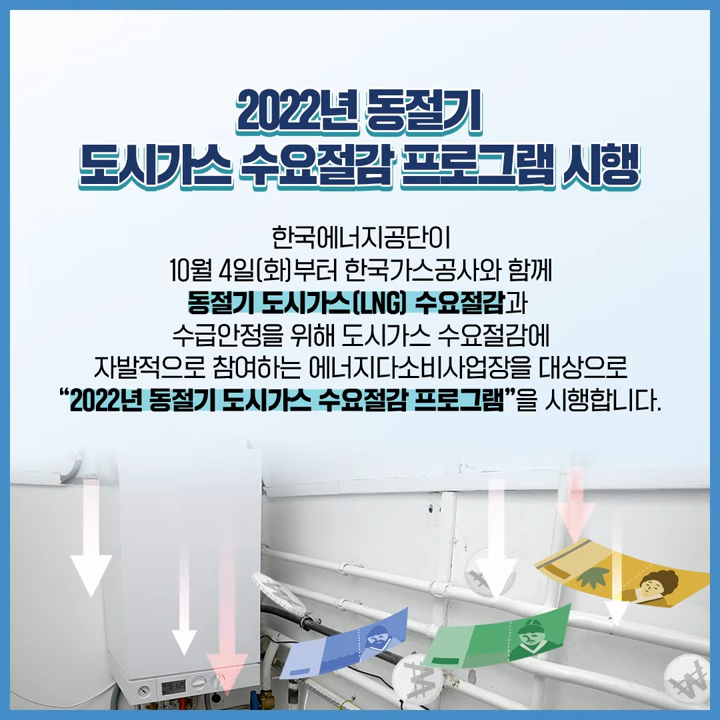 2022년 동절기
도시가스 수요절감 프로그램 시행
한국에너지공단이
10월 4일(화)부터 한국가스공사와 함께
동절기 도시가스(LNG) 수요절감과
수급안정을 위해 도시가스 수요절감에
자발적으로 참여하는 에너지다소비사업장을 대상으로
“2022년 동절기 도시가스 수요절감 프로그램”을 시행합니다.